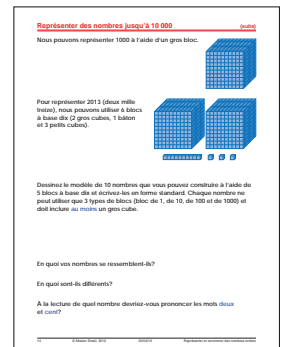 Représenter des nombres jusqu'à 10 000 (suite)
Nous pouvons représenter 1000 à l'aide d'un gros bloc.
Pour représenter 2013 (deux mille
treize), nous pouvons utiliser 6 blocs
à base dix (2 gros cubes, 1 bâton
et 3 petits cubes).
Dessinez le modèle de 10 nombres que vous pouvez construire à l'aide de
5 blocs à base dix et écrivez-les en forme standard. Chaque nombre ne
peut utiliser que 3 types de blocs (bloc de 1, de 10, de 100 et de 1000) et
doit inclure au moins un gros cube.
En quoi vos nombres se ressemblent-ils?
En quoi sont-ils différents?
À la lecture de quel nombre devriez-vous prononcer les mots deux
et cent?